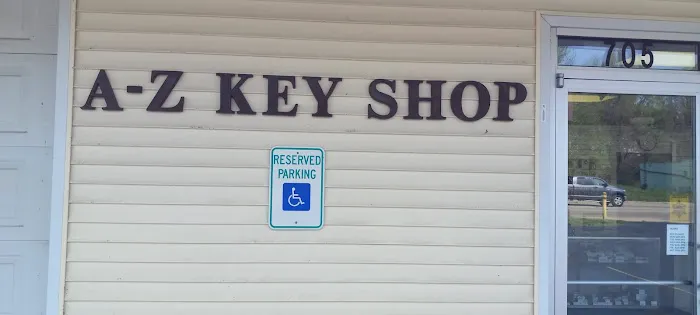 A-Z KEY SHOP
705
RESERVED
PARKING